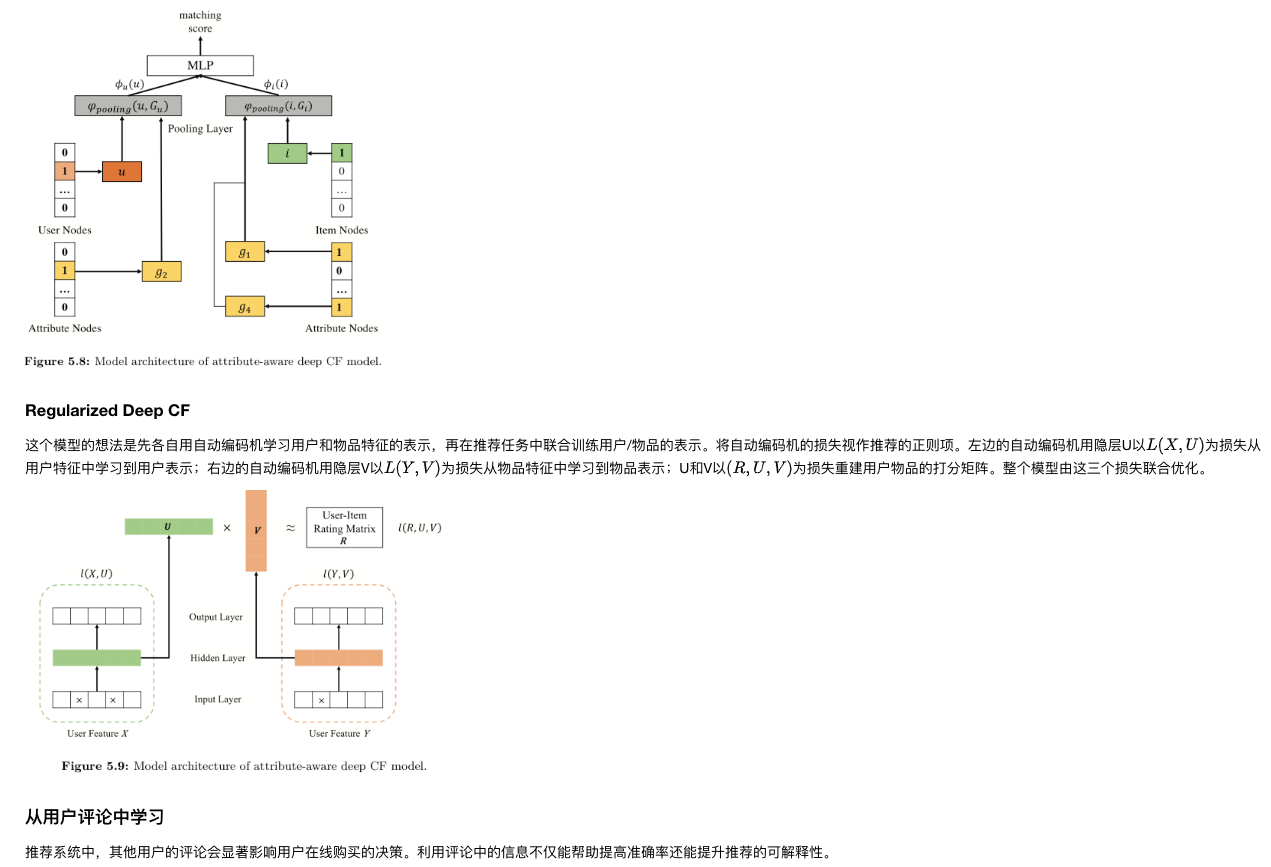 matching
score
MLP
ϕ_u(u)
ϕ_i(i)
φ_pooling(u, G_u)
φ_pooling(i, G_i)
Pooling Layer
0
1
...
0
u
i
1
0
...
0
User Nodes
Item Nodes
0
1
...
0
g_2
g_1
g_4
1
0
...
1
Attribute Nodes
Attribute Nodes
Figure 5.8: Model architecture of attribute-aware deep CF model.
Regularized Deep CF
这个模型的想法是先各自用自动编码机学习用户和物品特征的表示，再在推荐任务中联合训练用户/物品的表示。将自动编码机的损失视作推荐的正则项。左边的自动编码机用隐层U以L(X, U)为损失从
用户特征中学习到用户表示；右边的自动编码机用隐层V以L(Y, V)为损失从物品特征中学习到物品表示；U和V以(R, U, V)为损失重建用户物品的打分矩阵。整个模型由这三个损失联合优化。
U × V ≈
User-Item
Rating Matrix
R
l(R, U, V)
l(X, U)
l(Y, V)
Output Layer
Hidden Layer
Input Layer
× ×
×
User Feature X
User Feature Y
Figure 5.9: Model architecture of attribute-aware deep CF model.
从用户评论中学习
推荐系统中，其他用户的评论会显著影响用户在线购买的决策。利用评论中的信息不仅能帮助提高准确率还能提升推荐的可解释性。